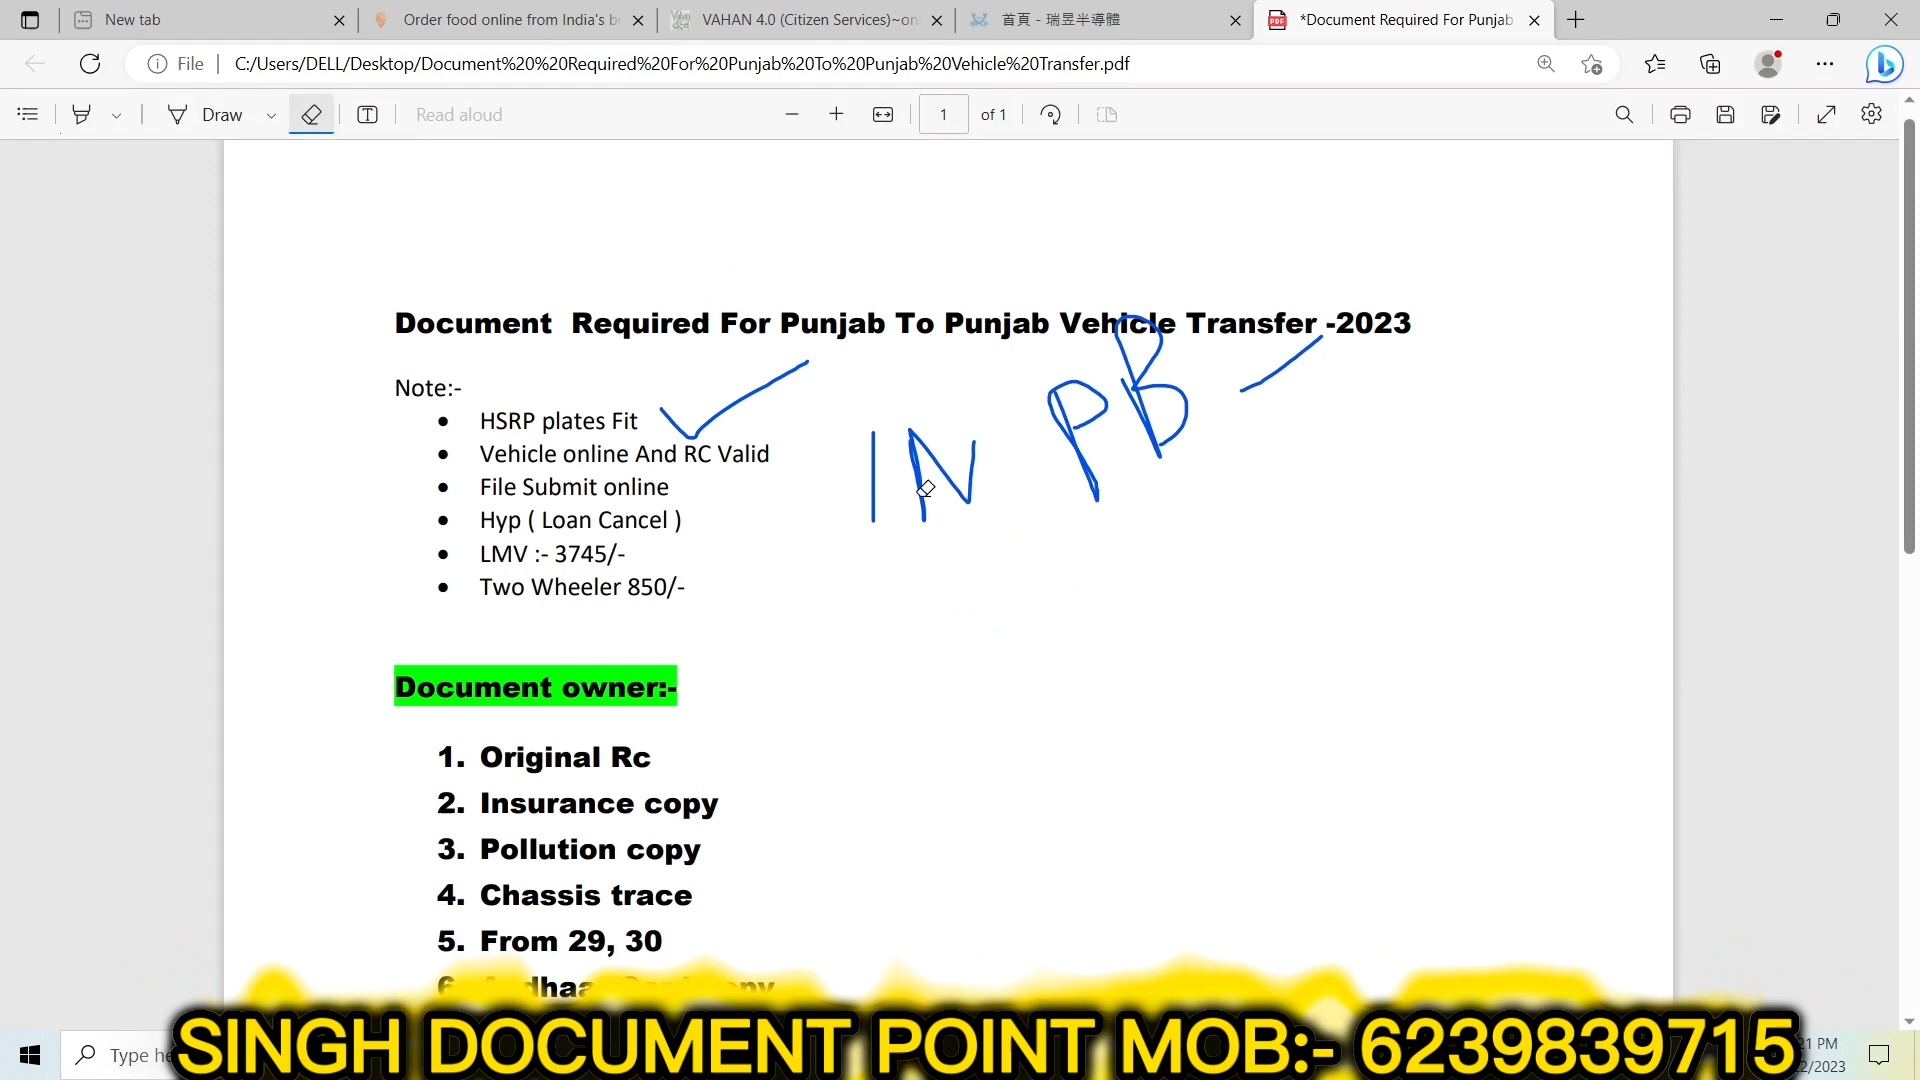 New tab
Order food online from India's b
VAHAN 4.0 (Citizen Services)~on
首頁 - 瑞昱半導體
PDF
*Document Required For Punjab
File
C:/Users/DELL/Desktop/Document%20%20Required%20For%20Punjab%20To%20Punjab%20Vehicle%20Transfer.pdf
Draw
Read aloud
1
of 1
Document Required For Punjab To Punjab Vehicle Transfer -2023
Note:-
• HSRP plates Fit
• Vehicle online And RC Valid
• File Submit online
• Hyp ( Loan Cancel )
• LMV :- 3745/-
• Two Wheeler 850/-
IN PB
Document owner:-
1. Original Rc
2. Insurance copy
3. Pollution copy
4. Chassis trace
5. From 29, 30
SINGH DOCUMENT POINT MOB:- 6239839715
Type he
21 PM
2/2023